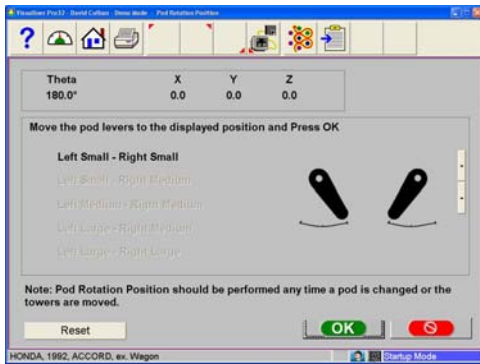 Visualiner Pro32 - David Collins - Demo Mode - Pod Rotation Position
Theta X Y Z
180.0° 0.0 0.0 0.0
Move the pod levers to the displayed position and Press OK
Left Small - Right Small
Left Small - Right Medium
Left Medium - Right Medium
Left Large - Right Medium
Left Large - Right Large
Note: Pod Rotation Position should be performed any time a pod is changed or the
towers are moved.
Reset
OK
HONDA, 1992, ACCORD, ex. Wagon
Startup Mode